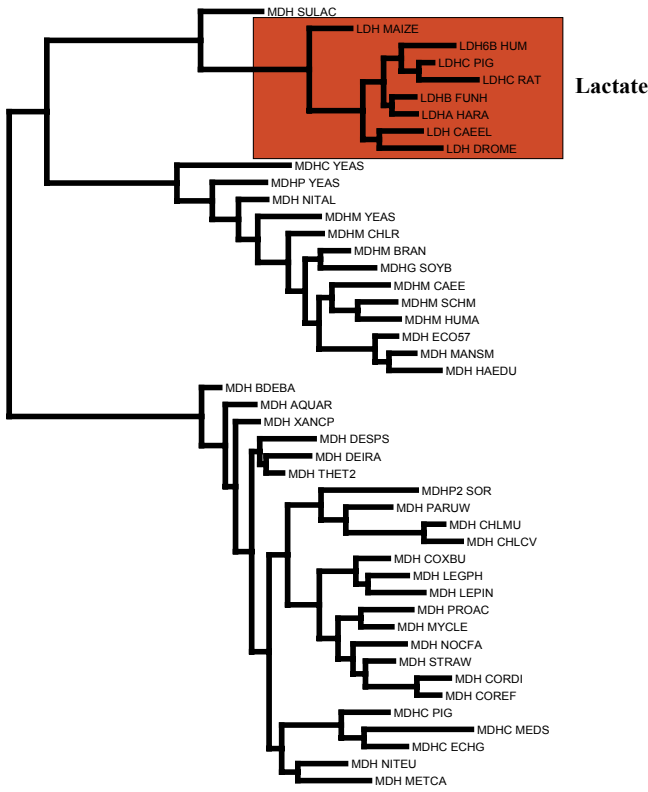 MDH SULAC
LDH MAIZE
LDH6B HUM
LDHC PIG
LDHC RAT
Lactate
LDHB FUNH
LDHA HARA
LDH CAEEL
LDH DROME
MDHC YEAS
MDHP YEAS
MDH NITAL
MDHM YEAS
MDHM CHLR
MDHM BRAN
MDHG SOYB
MDHM CAEE
MDHM SCHM
MDHM HUMA
MDH ECO57
MDH MANSM
MDH HAEDU
MDH BDEBA
MDH AQUAR
MDH XANCP
MDH DESPS
MDH DEIRA
MDH THET2
MDHP2 SOR
MDH PARUW
MDH CHLMU
MDH CHLCV
MDH COXBU
MDH LEGPH
MDH LEPIN
MDH PROAC
MDH MYCLE
MDH NOCFA
MDH STRAW
MDH CORDI
MDH COREF
MDHC PIG
MDHC MEDS
MDHC ECHG
MDH NITEU
MDH METCA